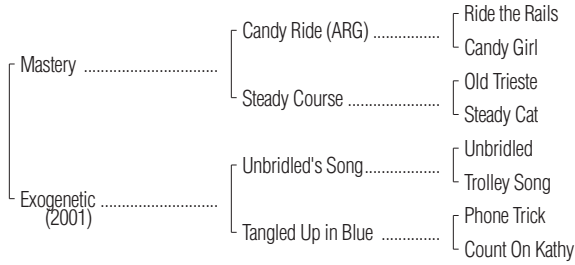 Ride the Rails
Candy Ride (ARG) ................
Candy Girl
Mastery ................................
Old Trieste
Steady Course ......................
Steady Cat
Unbridled
Unbridled's Song..................
Trolley Song
Exogenetic ............................
(2001)
Phone Trick
Tangled Up in Blue ...............
Count On Kathy